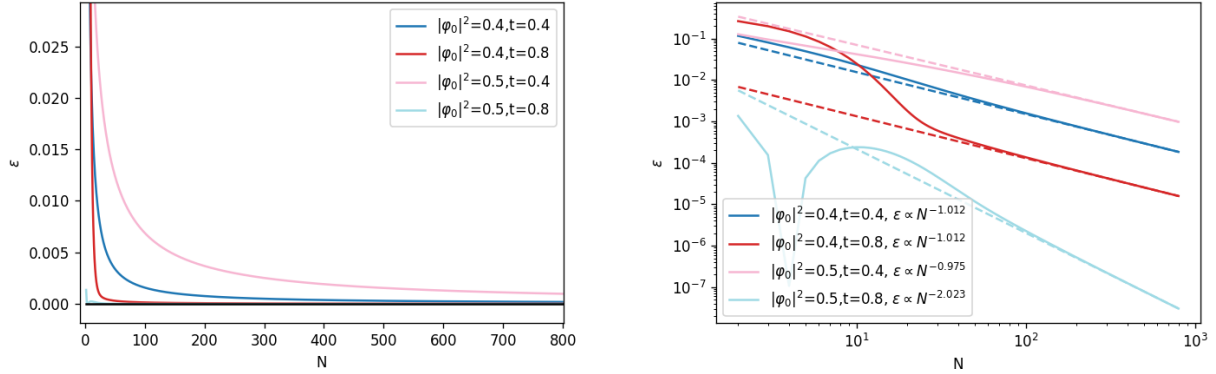 0.025
0.020
0.015
0.010
0.005
0.000
ε
0 100 200 300 400 500 600 700 800
N
|φ₀|²=0.4,t=0.4
|φ₀|²=0.4,t=0.8
|φ₀|²=0.5,t=0.4
|φ₀|²=0.5,t=0.8
10⁻¹
10⁻²
10⁻³
10⁻⁴
10⁻⁵
10⁻⁶
10⁻⁷
ε
10¹ 10² 10³
N
|φ₀|²=0.4,t=0.4, ε ∝ N⁻¹·⁰¹²
|φ₀|²=0.4,t=0.8, ε ∝ N⁻¹·⁰¹²
|φ₀|²=0.5,t=0.4, ε ∝ N⁻⁰·⁹⁷⁵
|φ₀|²=0.5,t=0.8, ε ∝ N⁻²·⁰²³